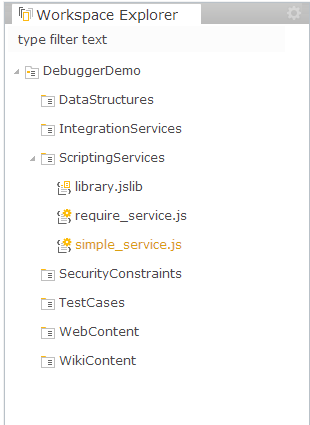 Workspace Explorer
type filter text
DebuggerDemo
DataStructures
IntegrationServices
ScriptingServices
library.jslib
require_service.js
simple_service.js
SecurityConstraints
TestCases
WebContent
WikiContent